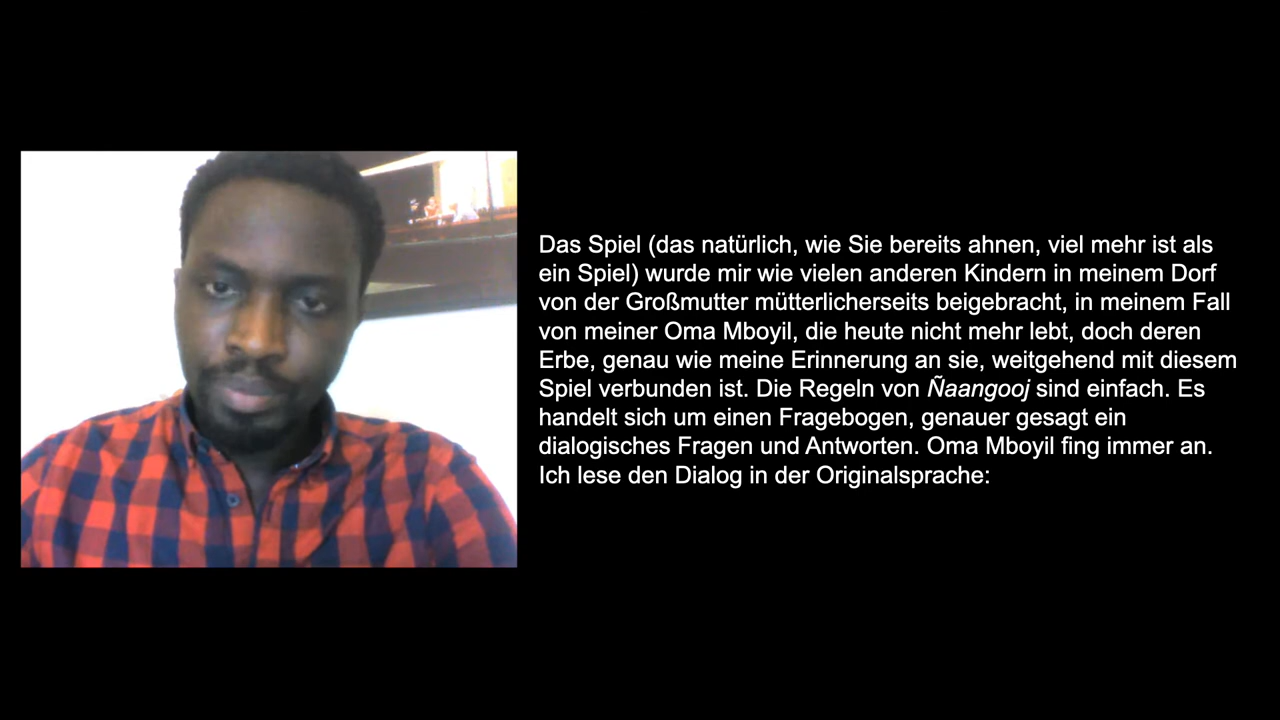 Das Spiel (das natürlich, wie Sie bereits ahnen, viel mehr ist als
ein Spiel) wurde mir wie vielen anderen Kindern in meinem Dorf
von der Großmutter mütterlicherseits beigebracht, in meinem Fall
von meiner Oma Mboyil, die heute nicht mehr lebt, doch deren
Erbe, genau wie meine Erinnerung an sie, weitgehend mit diesem
Spiel verbunden ist. Die Regeln von Ñaangooj sind einfach. Es
handelt sich um einen Fragebogen, genauer gesagt ein
dialogisches Fragen und Antworten. Oma Mboyil fing immer an.
Ich lese den Dialog in der Originalsprache: